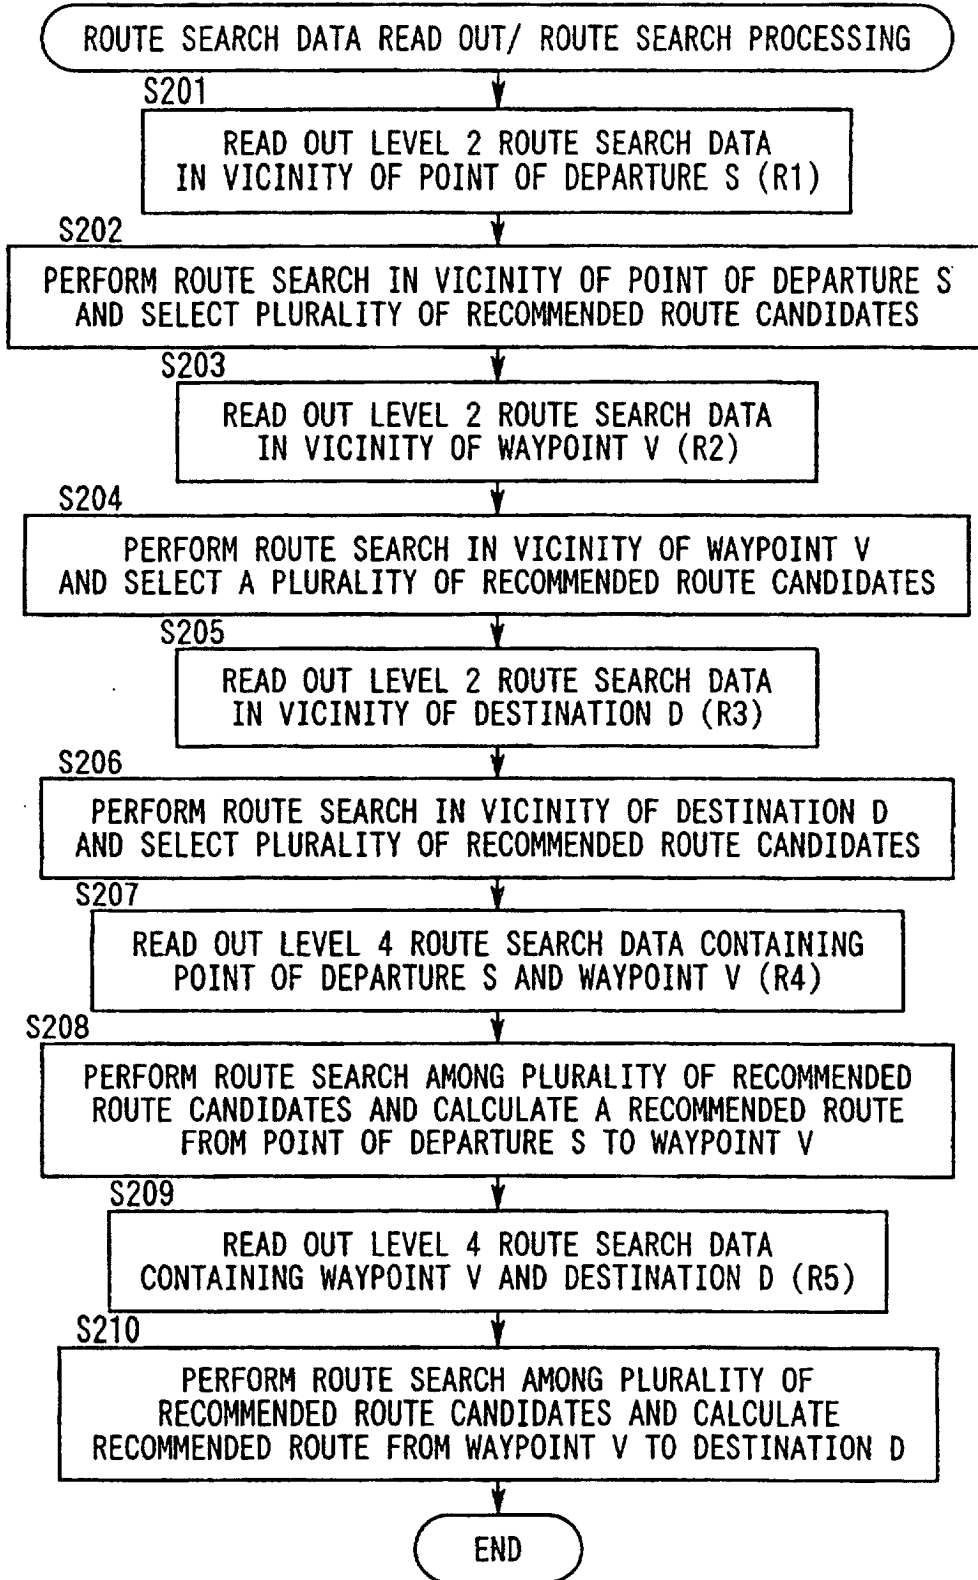 ROUTE SEARCH DATA READ OUT/ ROUTE SEARCH PROCESSING
S201
READ OUT LEVEL 2 ROUTE SEARCH DATA
IN VICINITY OF POINT OF DEPARTURE S (R1)
S202
PERFORM ROUTE SEARCH IN VICINITY OF POINT OF DEPARTURE S
AND SELECT PLURALITY OF RECOMMENDED ROUTE CANDIDATES
S203
READ OUT LEVEL 2 ROUTE SEARCH DATA
IN VICINITY OF WAYPOINT V (R2)
S204
PERFORM ROUTE SEARCH IN VICINITY OF WAYPOINT V
AND SELECT A PLURALITY OF RECOMMENDED ROUTE CANDIDATES
S205
READ OUT LEVEL 2 ROUTE SEARCH DATA
IN VICINITY OF DESTINATION D (R3)
S206
PERFORM ROUTE SEARCH IN VICINITY OF DESTINATION D
AND SELECT PLURALITY OF RECOMMENDED ROUTE CANDIDATES
S207
READ OUT LEVEL 4 ROUTE SEARCH DATA CONTAINING
POINT OF DEPARTURE S AND WAYPOINT V (R4)
S208
PERFORM ROUTE SEARCH AMONG PLURALITY OF RECOMMENDED
ROUTE CANDIDATES AND CALCULATE A RECOMMENDED ROUTE
FROM POINT OF DEPARTURE S TO WAYPOINT V
S209
READ OUT LEVEL 4 ROUTE SEARCH DATA
CONTAINING WAYPOINT V AND DESTINATION D (R5)
S210
PERFORM ROUTE SEARCH AMONG PLURALITY OF
RECOMMENDED ROUTE CANDIDATES AND CALCULATE
RECOMMENDED ROUTE FROM WAYPOINT V TO DESTINATION D
END